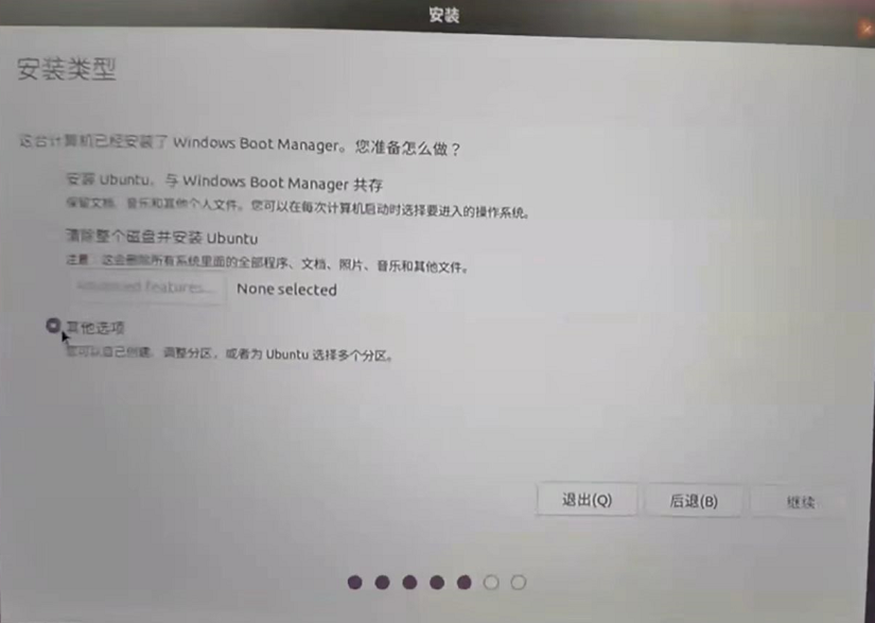 安装
安装类型
这台计算机已经安装了 Windows Boot Manager。您准备怎么做？
安装 Ubuntu，与 Windows Boot Manager 共存
保留文档、音乐和其他个人文件。您可以在每次计算机启动时选择要进入的操作系统。
清除整个磁盘并安装 Ubuntu
注意：这会删除所有系统里面的全部程序、文档、照片、音乐和其他文件。
Advanced features... None selected
其他选项
您可以自己创建、调整分区，或者为 Ubuntu 选择多个分区。
退出(Q) 后退(B) 继续